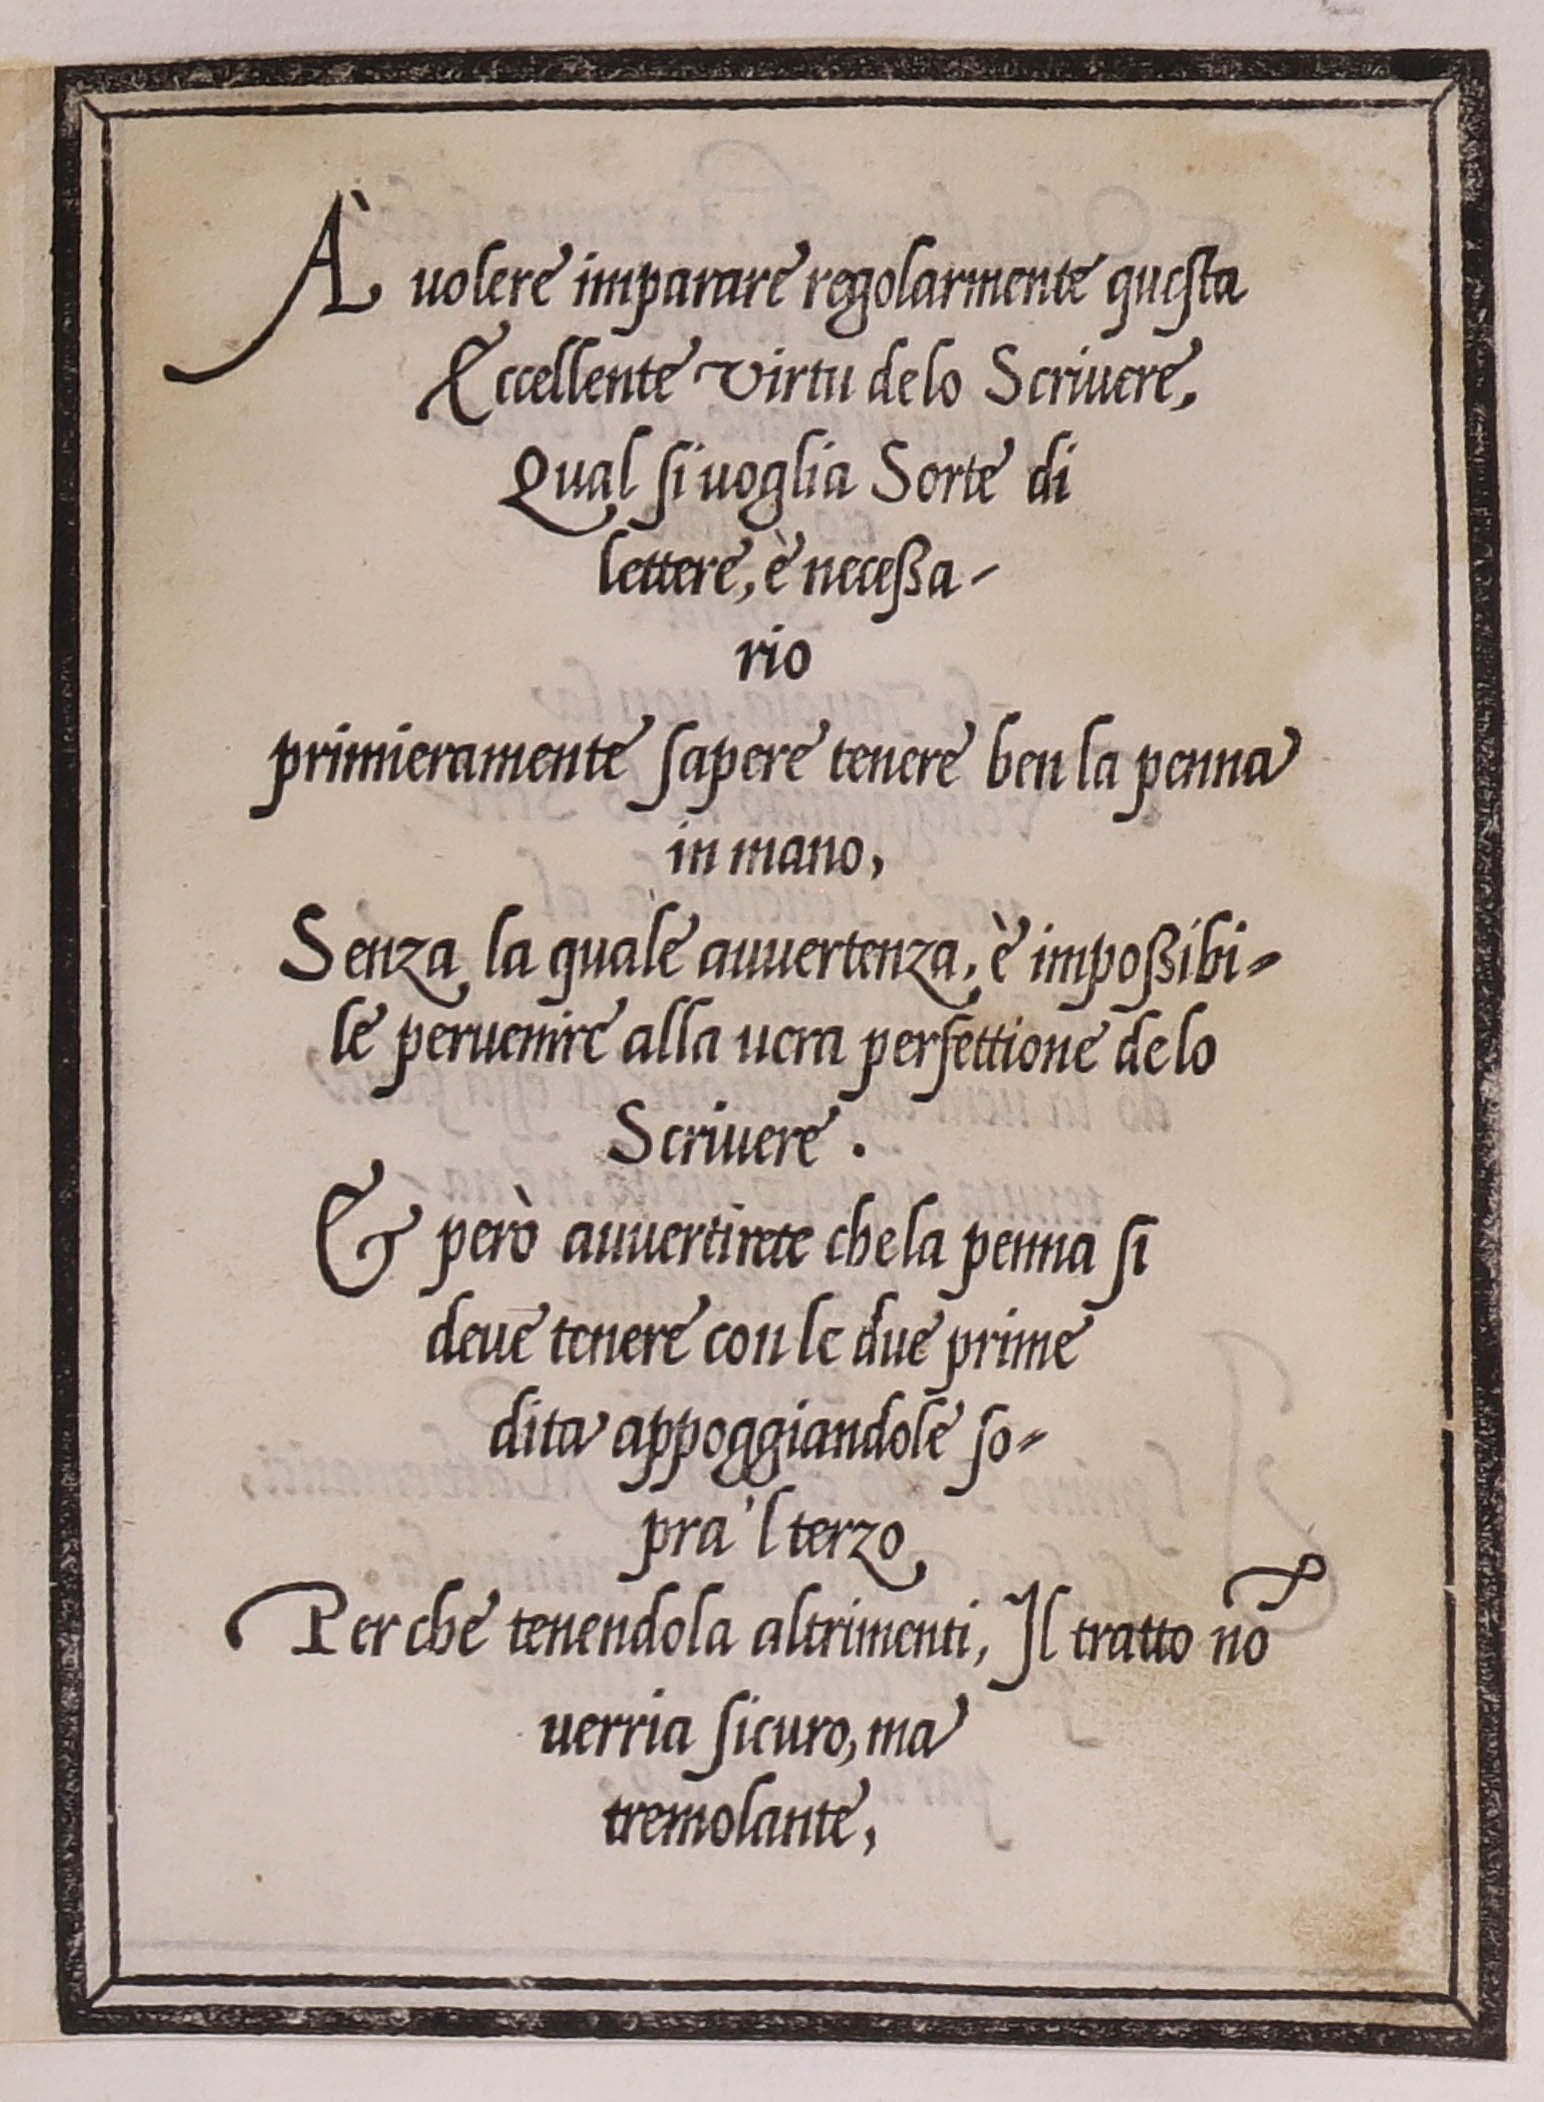 À uolere imparare regolarmente questa
Eccellente virtu de lo Scriuere,
Qual si uoglia Sorte di
lettere, è neceßa-
rio
primieramente sapere tenere ben la penna
in mano,
Senza la quale auuertenza, è impoßibi-
le peruenire alla uera perfettione de lo
Scriuere.
& però auuertirete che la penna si
deue tenere con le due prime
dita appoggiandole so-
pra 'l terzo
Perche tenendola altrimenti, Il tratto nō
uerria sicuro, ma
tremolante,